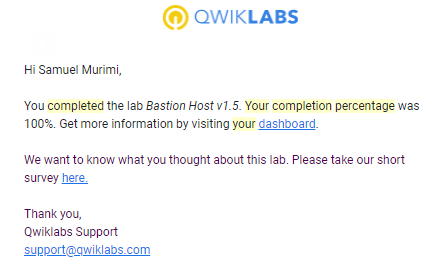 QWIKLABS
Hi Samuel Murimi,
You completed the lab Bastion Host v1.5. Your completion percentage was
100%. Get more information by visiting your dashboard.
We want to know what you thought about this lab. Please take our short
survey here.
Thank you,
Qwiklabs Support
support@qwiklabs.com